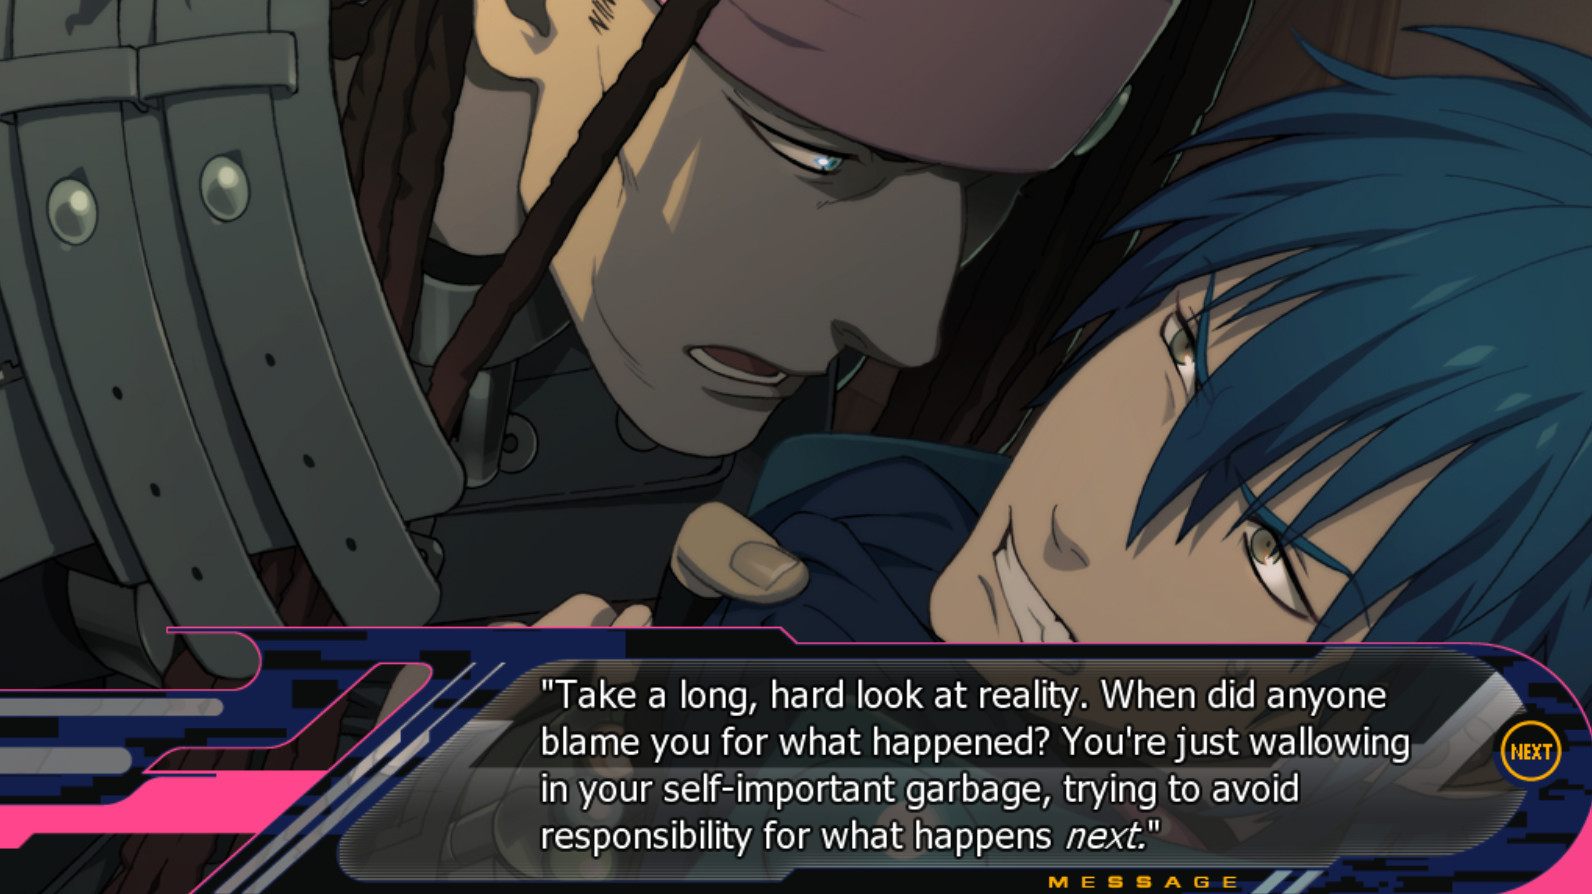 "Take a long, hard look at reality. When did anyone
blame you for what happened? You're just wallowing
in your self-important garbage, trying to avoid
responsibility for what happens next."
NEXT
MESSAGE